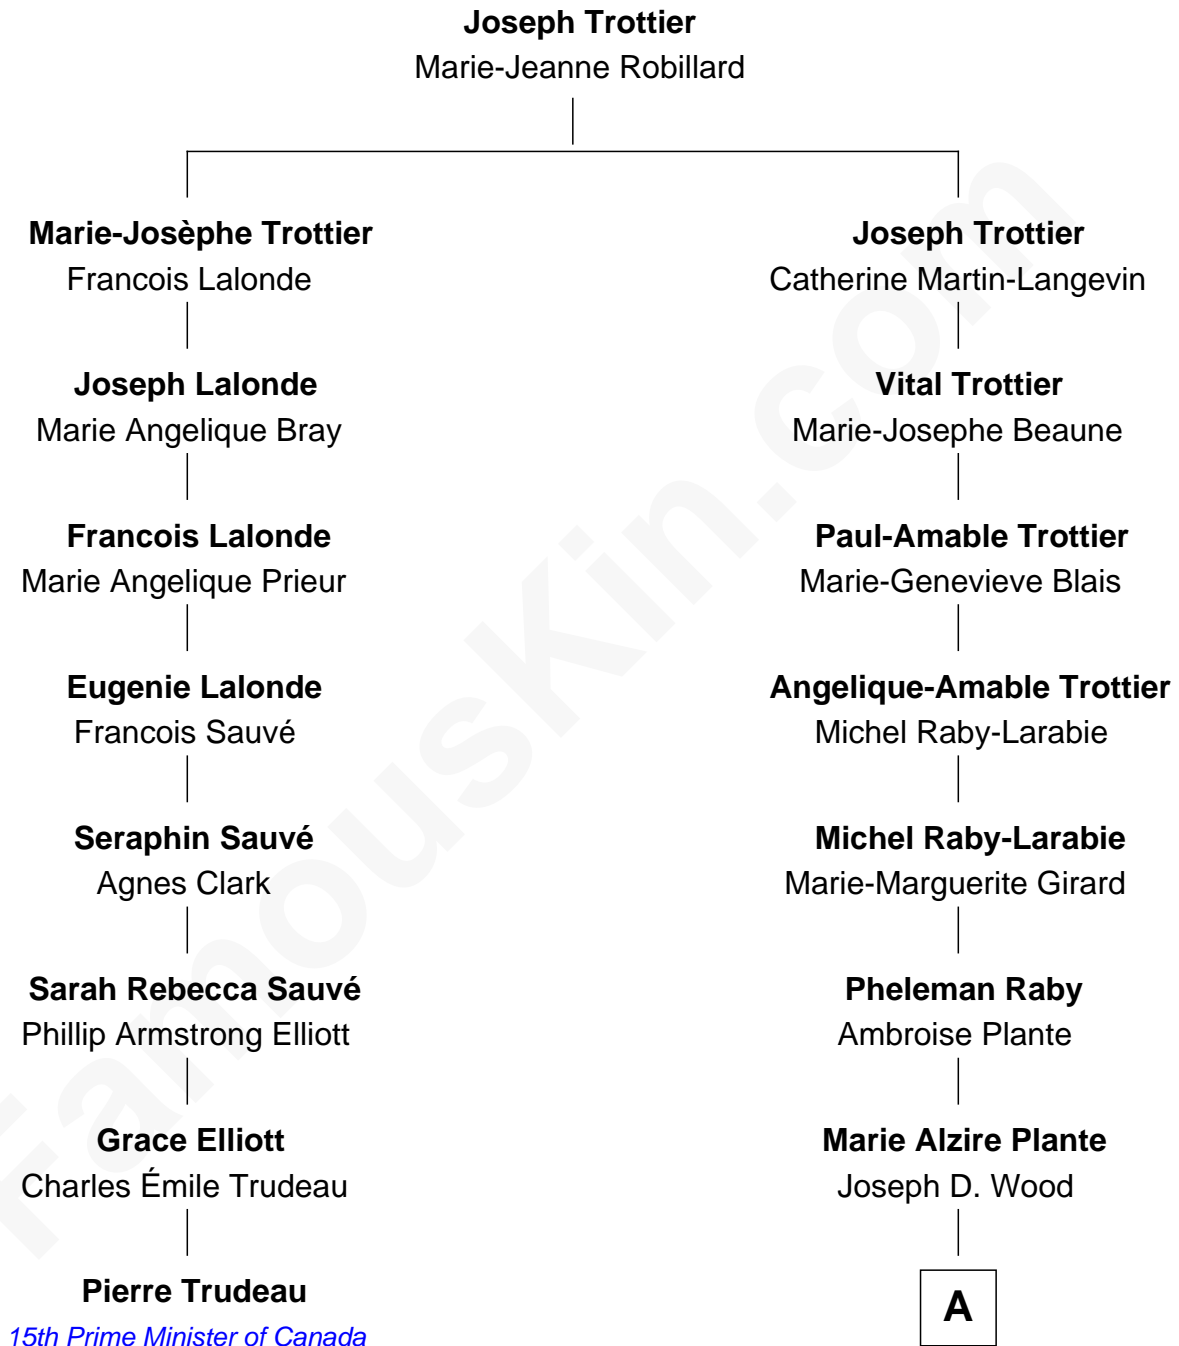 Joseph Trottier
Marie-Jeanne Robillard
Marie-Josèphe Trottier
Francois Lalonde
Joseph Trottier
Catherine Martin-Langevin
Joseph Lalonde
Marie Angelique Bray
Vital Trottier
Marie-Josephe Beaune
Francois Lalonde
Marie Angelique Prieur
Paul-Amable Trottier
Marie-Genevieve Blais
Eugenie Lalonde
Francois Sauvé
Angelique-Amable Trottier
Michel Raby-Larabie
Seraphin Sauvé
Agnes Clark
Michel Raby-Larabie
Marie-Marguerite Girard
Sarah Rebecca Sauvé
Phillip Armstrong Elliott
Pheleman Raby
Ambroise Plante
Grace Elliott
Charles Émile Trudeau
Marie Alzire Plante
Joseph D. Wood
Pierre Trudeau
15th Prime Minister of Canada
A
FamousKin.com